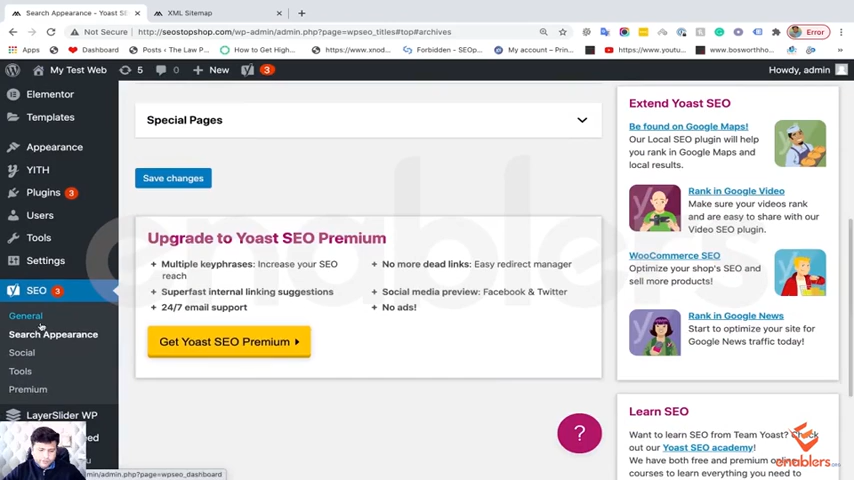 Search Appearance - Yoast SE
XML Sitemap
Not Secure
http://seostopshop.com/wp-admin/admin.php?page=wpseo_titles#top#archives
Error
Apps
Dashboard
Posts ‹ The Law P...
How to Get Higher...
https://www.xnod...
Forbidden - SEOp...
My account – Prin...
https://www.youtu...
www.bosworthho...
My Test Web
5
0
New
3
Howdy, admin
Elementor
Templates
Appearance
YITH
Plugins 3
Users
Tools
Settings
SEO 3
General
Search Appearance
Social
Tools
Premium
LayerSlider WP
Special Pages
Save changes
Upgrade to Yoast SEO Premium
Multiple keyphrases: Increase your SEO
reach
Superfast internal linking suggestions
24/7 email support
No more dead links: Easy redirect manager
Social media preview: Facebook & Twitter
No ads!
Get Yoast SEO Premium
Extend Yoast SEO
Be found on Google Maps!
Our Local SEO plugin will help
you rank in Google Maps and
local results.
Rank in Google Video
Make sure your videos rank
and are easy to share with our
Video SEO plugin.
WooCommerce SEO
Optimize your shop's SEO and
sell more products!
Rank in Google News
Start to optimize your site for
Google News traffic today!
Learn SEO
Want to learn SEO from Team Yoast? Check
out our Yoast SEO academy!
We have both free and premium online
courses to learn everything you need to
?
enablers
enablers.org
admin/admin.php?page=wpseo_dashboard